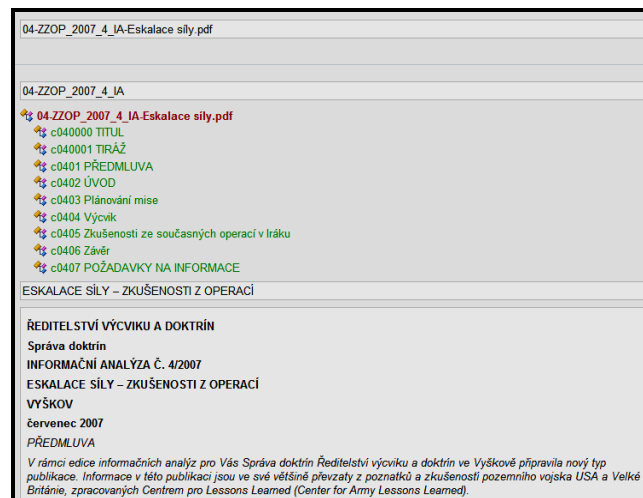 04-ZZOP_2007_4_IA-Eskalace síly.pdf
04-ZZOP_2007_4_IA
04-ZZOP_2007_4_IA-Eskalace síly.pdf
c040000 TITUL
c040001 TIRÁŽ
c0401 PŘEDMLUVA
c0402 ÚVOD
c0403 Plánování mise
c0404 Výcvik
c0405 Zkušenosti ze současných operací v Iráku
c0406 Závěr
c0407 POŽADAVKY NA INFORMACE
ESKALACE SÍLY – ZKUŠENOSTI Z OPERACÍ
ŘEDITELSTVÍ VÝCVIKU A DOKTRÍN
Správa doktrín
INFORMAČNÍ ANALÝZA Č. 4/2007
ESKALACE SÍLY – ZKUŠENOSTI Z OPERACÍ
VYŠKOV
červenec 2007
PŘEDMLUVA
V rámci edice informačních analýz pro Vás Správa doktrín Ředitelství výcviku a doktrín ve Vyškově připravila nový typ
publikace. Informace v této publikaci jsou ve své většině převzaty z poznatků a zkušeností pozemního vojska USA a Velké
Británie, zpracovaných Centrem pro Lessons Learned (Center for Army Lessons Learned).